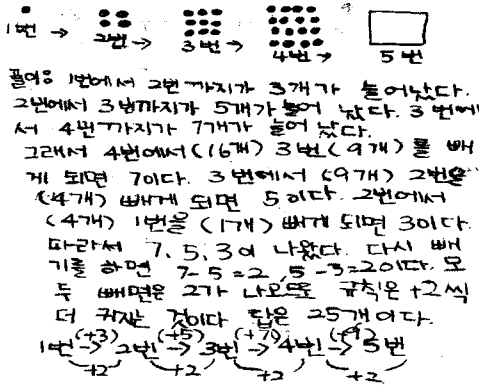 1번 → 2번 → 3번 → 4번 → 5번
풀이: 1번에서 2번까지가 3개가 늘어났다.
2번에서 3번까지가 5개가 늘어 났다. 3번에
서 4번까지가 7개가 늘어 났다.
그래서 4번에서(16개) 3번(9개)를 빼
게 되면 7이다. 3번에서(9개) 2번을
(4개) 빼게 되면 5이다. 2번에서
(4개) 1번을 (1개) 빼게 되면 3이다.
따라서 7, 5, 3이 나왔다. 다시 빼
기를 하면 7-5=2, 5-3=2이다. 모
두 빼면은 2가 나오므로 규칙은 +2씩
더 커지는 것이다 답은 25개이다.
(+3) (+5) (+7) (+9)
1번 → 2번 → 3번 → 4번 → 5번
+2 +2 +2 +2